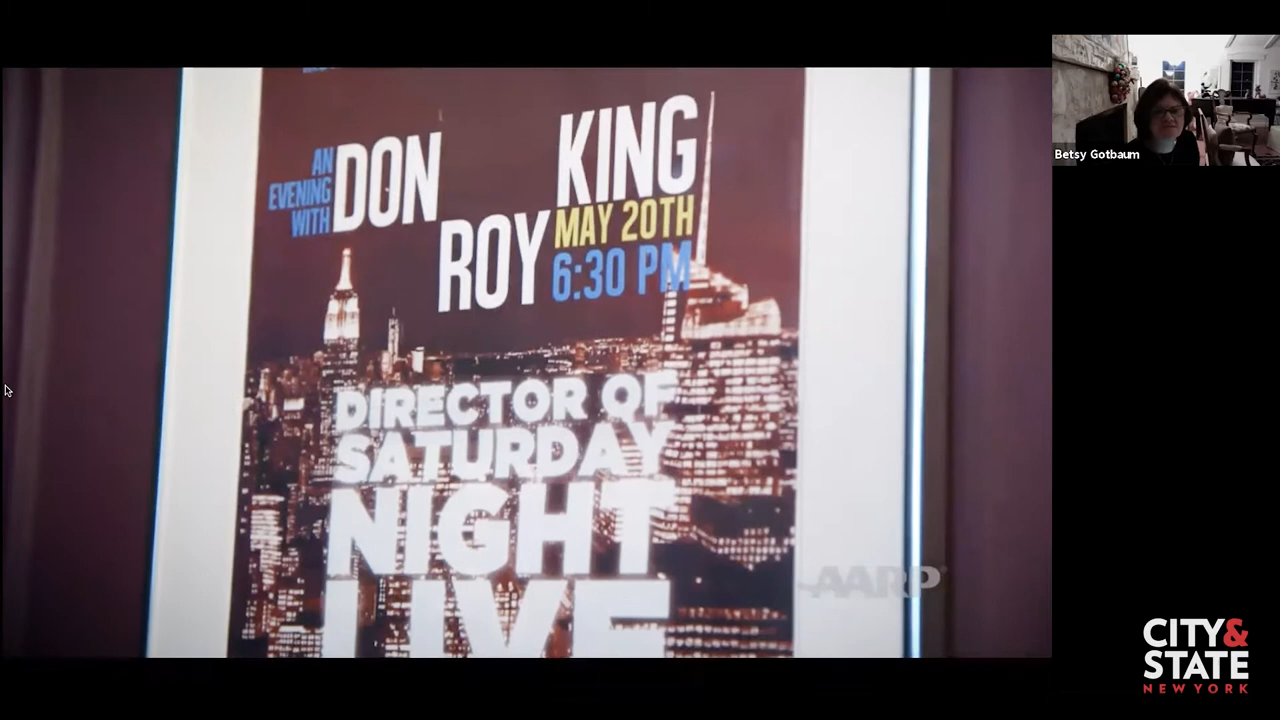 AN
EVENING
WITH
DON
ROY
KING
MAY 20TH
6:30 PM
DIRECTOR OF
SATURDAY
NIGHT
LIVE
AARP
Betsy Gotbaum
CITY&
STATE
NEW YORK